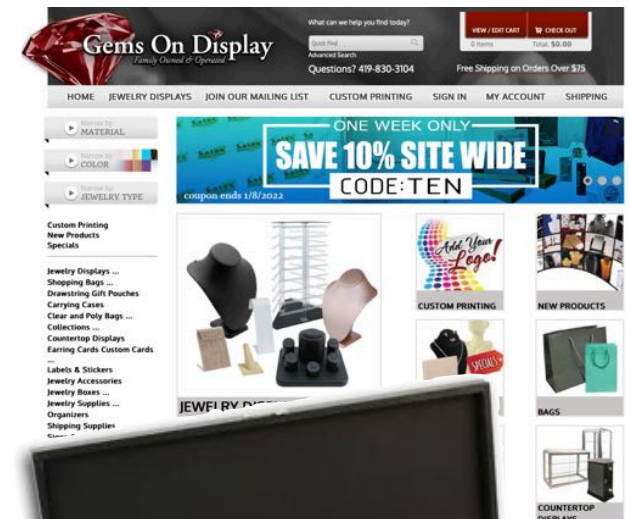 What can we help you find today?
VIEW / EDIT CART
CHECK OUT
Gems On Display
Family Owned & Operated
Quick Find
0 Items
Total: $0.00
Advanced Search
Questions? 419-830-3104
Free Shipping on Orders Over $75
HOME JEWELRY DISPLAYS JOIN OUR MAILING LIST CUSTOM PRINTING SIGN IN MY ACCOUNT SHIPPING
Narrow by:
MATERIAL
Narrow by:
COLOR
Narrow by:
JEWELRY TYPE
ONE WEEK ONLY
SAVE 10% SITE WIDE
CODE:TEN
coupon ends 1/8/2022
Custom Printing
New Products
Specials
Jewelry Displays ...
Shopping Bags ...
Drawstring Gift Pouches
Carrying Cases
Clear and Poly Bags ...
Collections ...
Countertop Displays
Earring Cards Custom Cards
...
Labels & Stickers
Jewelry Accessories
Jewelry Boxes ...
Jewelry Supplies ...
Organizers
Shipping Supplies
Add Your
Logo!
CUSTOM PRINTING
NEW PRODUCTS
SPECIALS
JEWELRY
BAGS
COUNTERTOP
DISPLAYS